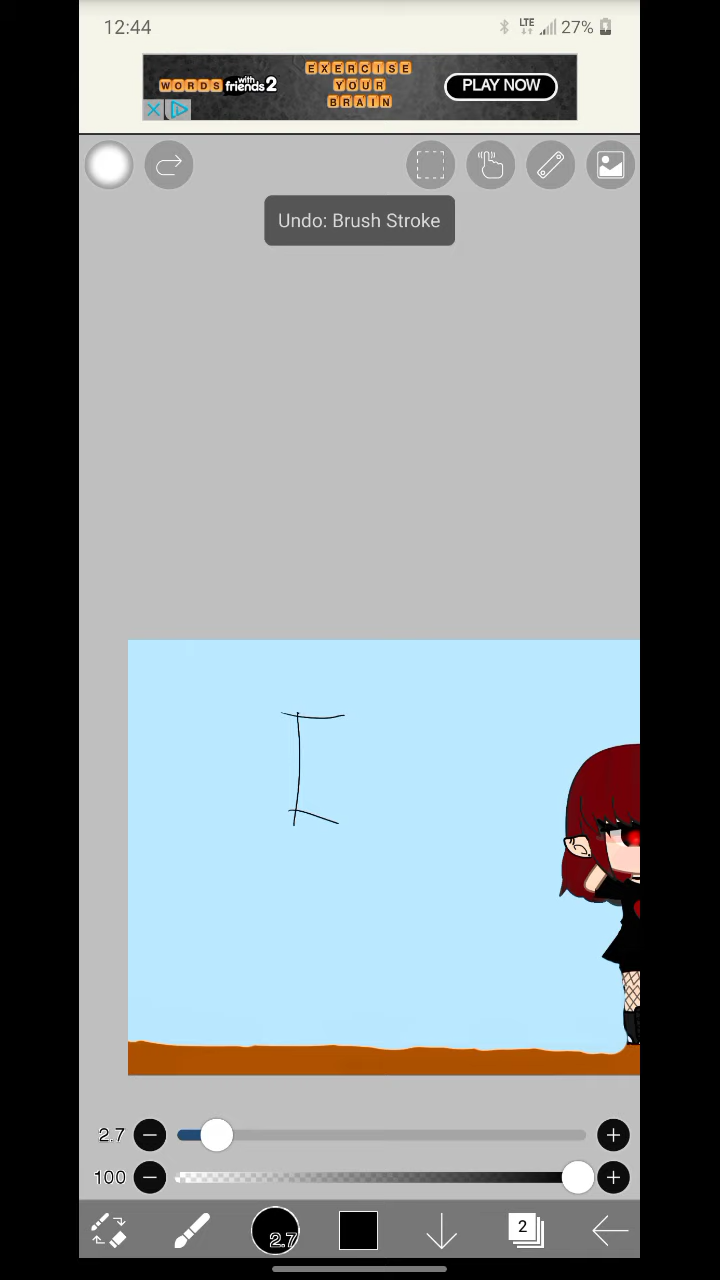 12:44 LTE 27%
WORDS with friends 2
EXERCISE
YOUR
BRAIN
PLAY NOW
Undo: Brush Stroke
2.7
100
2.7
2